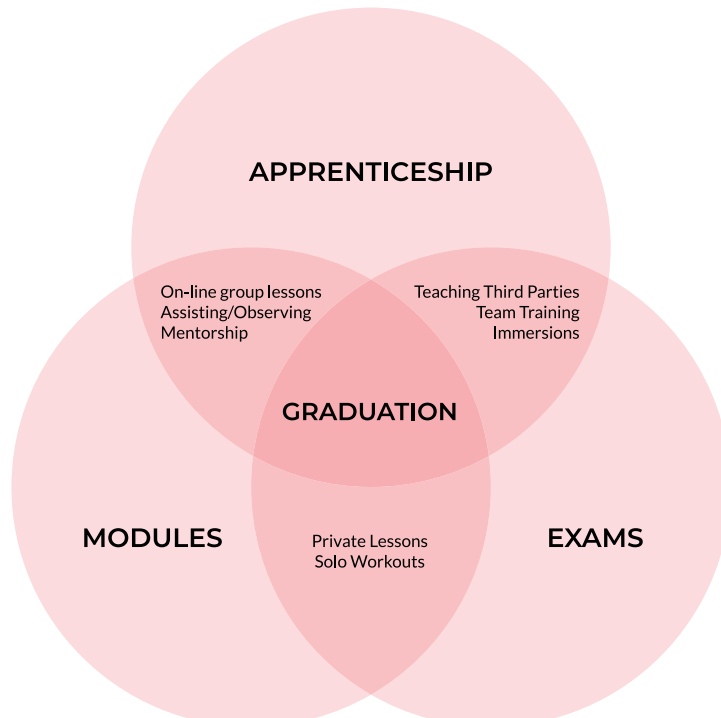 APPRENTICESHIP
On-line group lessons
Assisting/Observing
Mentorship
Teaching Third Parties
Team Training
Immersions
GRADUATION
MODULES
Private Lessons
Solo Workouts
EXAMS